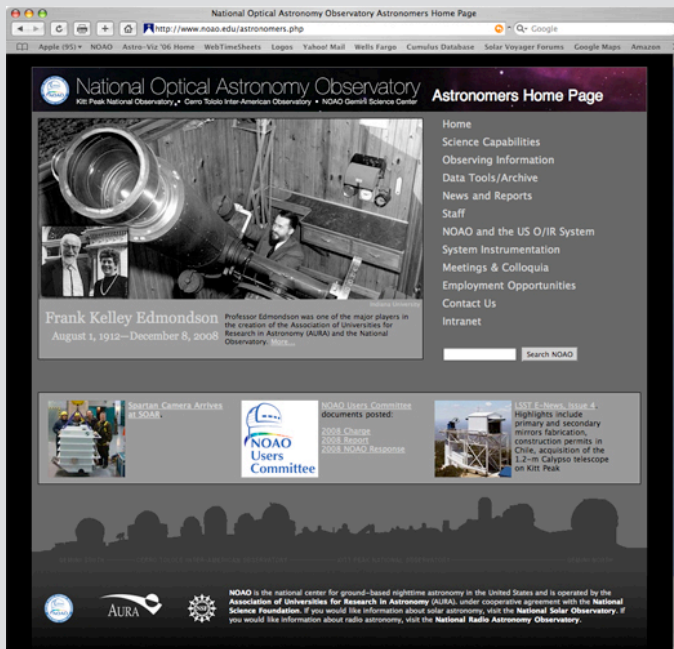 National Optical Astronomy Observatory Astronomers Home Page
http://www.noao.edu/astronomers.php
Google
Apple (95) NOAO Astro-Viz '06 Home WebTimeSheets Logos Yahoo! Mail Wells Fargo Cumulus Database Solar Voyager Forums Google Maps Amazon
National Optical Astronomy Observatory
Kitt Peak National Observatory • Cerro Tololo Inter-American Observatory • NOAO Gemini Science Center
Astronomers Home Page
Home
Science Capabilities
Observing Information
Data Tools/Archive
News and Reports
Staff
NOAO and the US O/IR System
System Instrumentation
Meetings & Colloquia
Employment Opportunities
Contact Us
Intranet
Search NOAO
Indiana University
Frank Kelley Edmondson
August 1, 1912—December 8, 2008
Professor Edmondson was one of the major players in
the creation of the Association of Universities for
Research in Astronomy (AURA) and the National
Observatory. More...
Spartan Camera Arrives
at SOAR.
NOAO
Users
Committee
NOAO Users Committee
documents posted:
2008 Charge
2008 Report
2008 NOAO Response
LSST E-News, Issue 4.
Highlights include
primary and secondary
mirrors fabrication,
construction permits in
Chile, acquisition of the
1.2-m Calypso telescope
on Kitt Peak
AURA
NSF
NOAO is the national center for ground-based nighttime astronomy in the United States and is operated by the
Association of Universities for Research in Astronomy (AURA), under cooperative agreement with the National
Science Foundation. If you would like information about solar astronomy, visit the National Solar Observatory. If
you would like information about radio astronomy, visit the National Radio Astronomy Observatory.